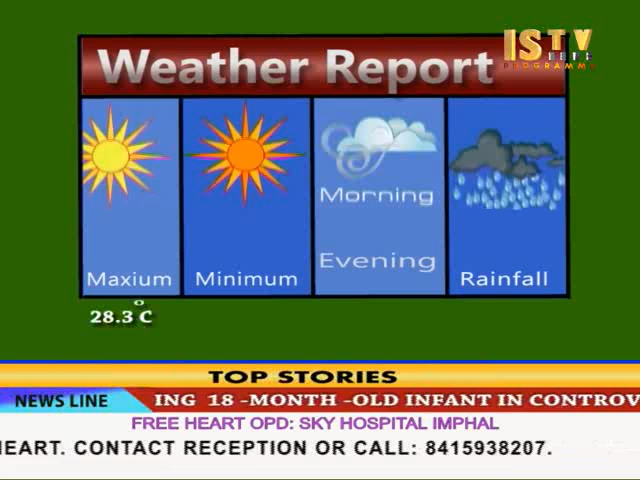 ISTV
PROGRAMME
Weather Report
Morning
Evening
Maxium
Minimum
Rainfall
28.3°C
TOP STORIES
NEWS LINE
ING 18 -MONTH -OLD INFANT IN CONTROV
FREE HEART OPD: SKY HOSPITAL IMPHAL
HEART. CONTACT RECEPTION OR CALL: 8415938207.